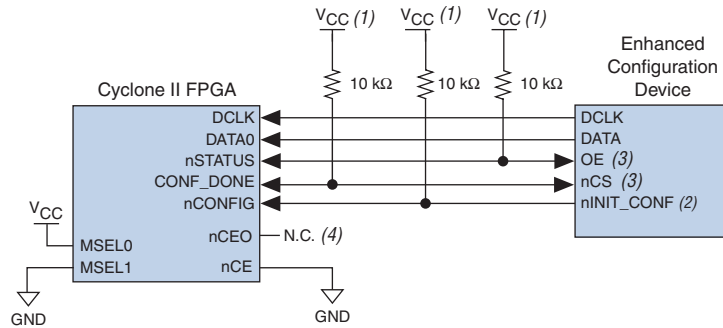 VCC (1) VCC (1) VCC (1)
Enhanced
Configuration
Device
Cyclone II FPGA
10 kΩ 10 kΩ 10 kΩ
DCLK DCLK
DATA0 DATA
nSTATUS OE (3)
CONF_DONE nCS (3)
nCONFIG nINIT_CONF (2)
VCC
nCEO N.C. (4)
MSEL0
MSEL1 nCE
GND GND